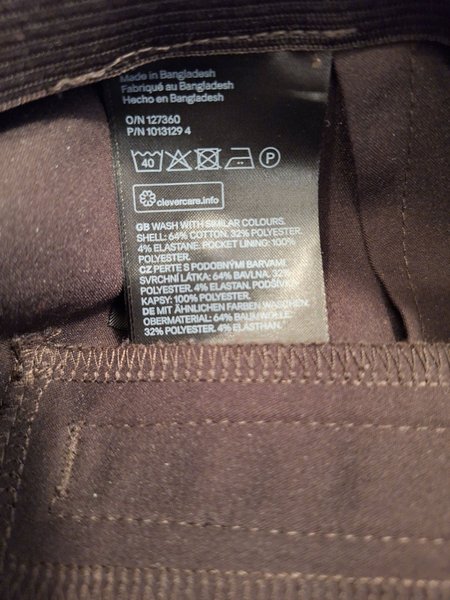 Made in Bangladesh
Fabriqué au Bangladesh
Hecho en Bangladesh
O/N 127360
P/N 1013129 4
40 P
clevercare.info
GB WASH WITH SIMILAR COLOURS.
SHELL: 64% COTTON. 32% POLYESTER.
4% ELASTANE. POCKET LINING: 100%
POLYESTER.
CZ PERTE S PODOBNÝMI BARVAMI.
SVRCHNÍ LÁTKA: 64% BAVLNA. 32%
POLYESTER. 4% ELASTAN. PODŠÍVKA
KAPSY: 100% POLYESTER.
DE MIT ÄHNLICHEN FARBEN WASCHEN.
OBERMATERIAL: 64% BAUMWOLLE.
32% POLYESTER. 4% ELASTHAN.